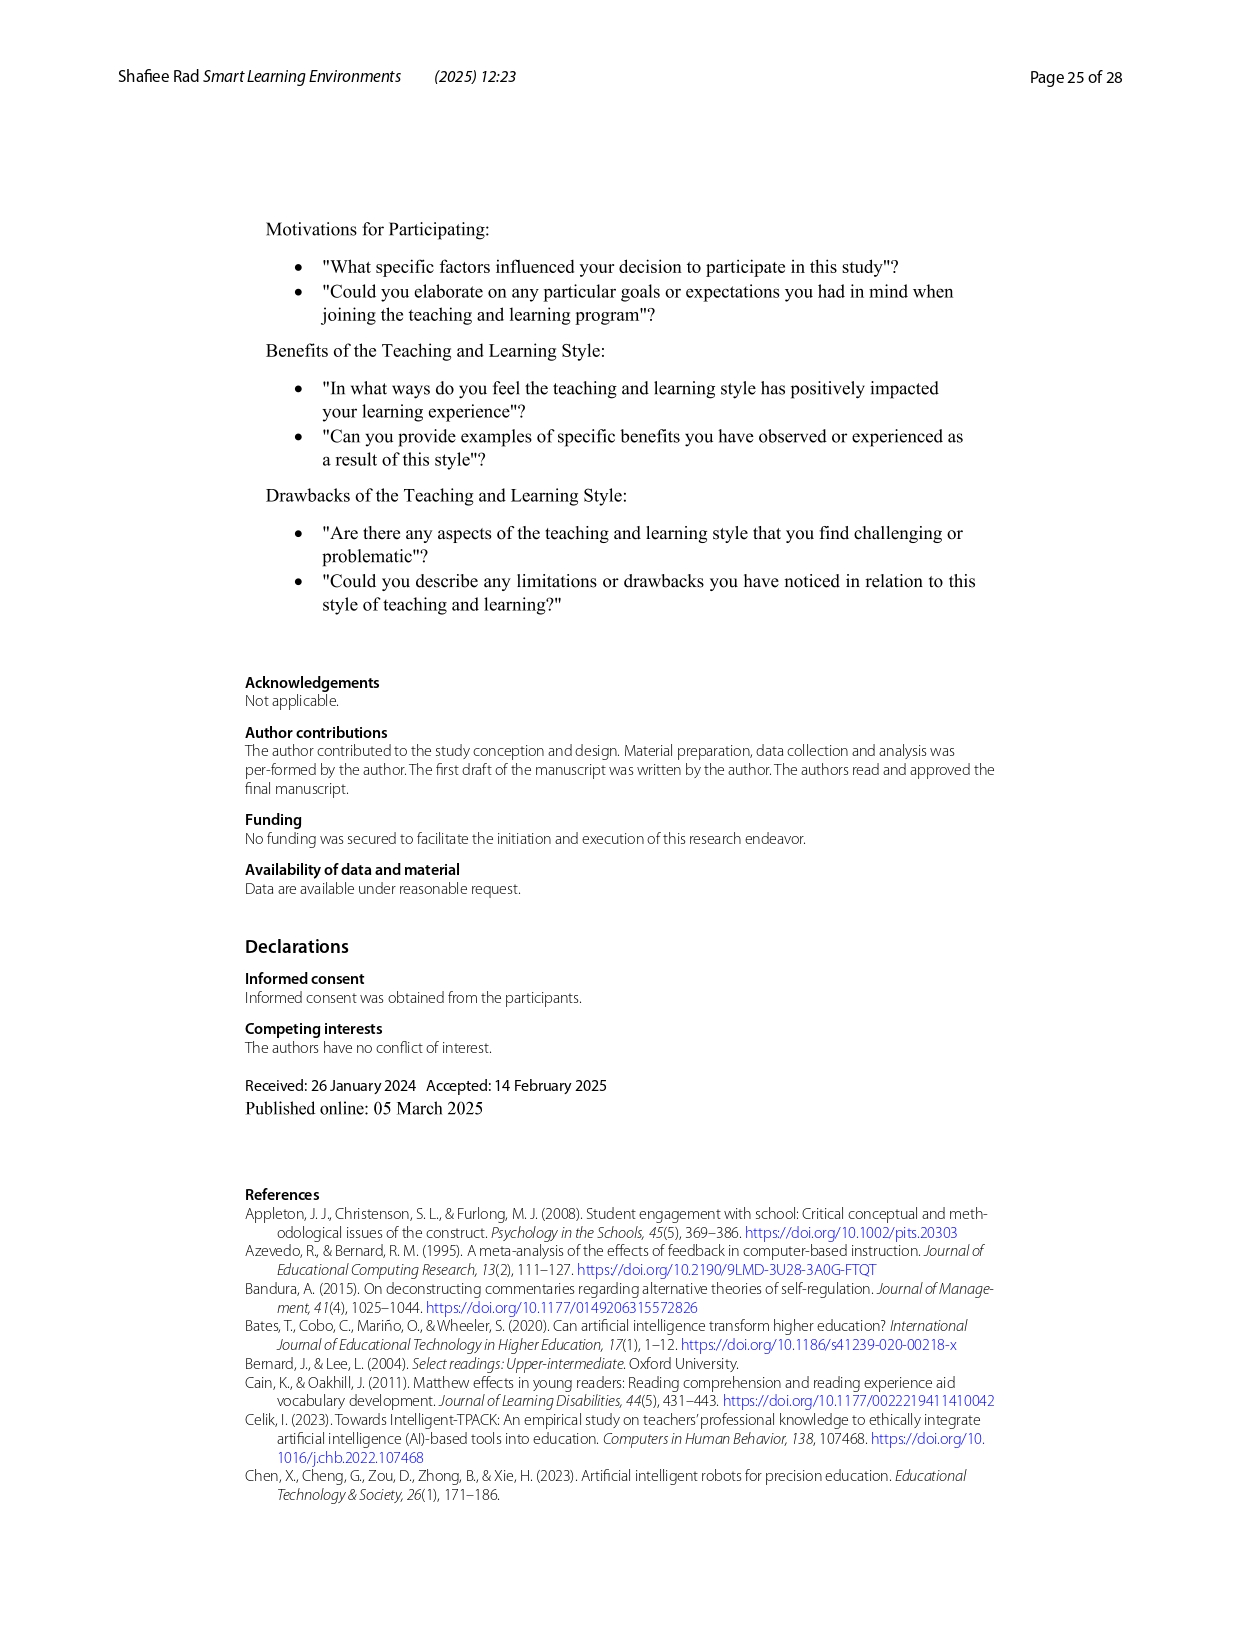 Shafiee Rad Smart Learning Environments (2025) 12:23
Page 25 of 28
Motivations for Participating:
• "What specific factors influenced your decision to participate in this study"?
• "Could you elaborate on any particular goals or expectations you had in mind when
joining the teaching and learning program"?
Benefits of the Teaching and Learning Style:
• "In what ways do you feel the teaching and learning style has positively impacted
your learning experience"?
• "Can you provide examples of specific benefits you have observed or experienced as
a result of this style"?
Drawbacks of the Teaching and Learning Style:
• "Are there any aspects of the teaching and learning style that you find challenging or
problematic"?
• "Could you describe any limitations or drawbacks you have noticed in relation to this
style of teaching and learning?"
Acknowledgements
Not applicable.
Author contributions
The author contributed to the study conception and design. Material preparation, data collection and analysis was
per-formed by the author. The first draft of the manuscript was written by the author. The authors read and approved the
final manuscript.
Funding
No funding was secured to facilitate the initiation and execution of this research endeavor.
Availability of data and material
Data are available under reasonable request.
Declarations
Informed consent
Informed consent was obtained from the participants.
Competing interests
The authors have no conflict of interest.
Received: 26 January 2024 Accepted: 14 February 2025
Published online: 05 March 2025
References
Appleton, J. J., Christenson, S. L., & Furlong, M. J. (2008). Student engagement with school: Critical conceptual and meth-
odological issues of the construct. Psychology in the Schools, 45(5), 369–386. https://doi.org/10.1002/pits.20303
Azevedo, R., & Bernard, R. M. (1995). A meta-analysis of the effects of feedback in computer-based instruction. Journal of
Educational Computing Research, 13(2), 111–127. https://doi.org/10.2190/9LMD-3U28-3A0G-FTQT
Bandura, A. (2015). On deconstructing commentaries regarding alternative theories of self-regulation. Journal of Manage-
ment, 41(4), 1025–1044. https://doi.org/10.1177/0149206315572826
Bates, T., Cobo, C., Mariño, O., & Wheeler, S. (2020). Can artificial intelligence transform higher education? International
Journal of Educational Technology in Higher Education, 17(1), 1–12. https://doi.org/10.1186/s41239-020-00218-x
Bernard, J., & Lee, L. (2004). Select readings: Upper-intermediate. Oxford University.
Cain, K., & Oakhill, J. (2011). Matthew effects in young readers: Reading comprehension and reading experience aid
vocabulary development. Journal of Learning Disabilities, 44(5), 431–443. https://doi.org/10.1177/0022219411410042
Celik, I. (2023). Towards Intelligent-TPACK: An empirical study on teachers' professional knowledge to ethically integrate
artificial intelligence (AI)-based tools into education. Computers in Human Behavior, 138, 107468. https://doi.org/10.
1016/j.chb.2022.107468
Chen, X., Cheng, G., Zou, D., Zhong, B., & Xie, H. (2023). Artificial intelligent robots for precision education. Educational
Technology & Society, 26(1), 171–186.